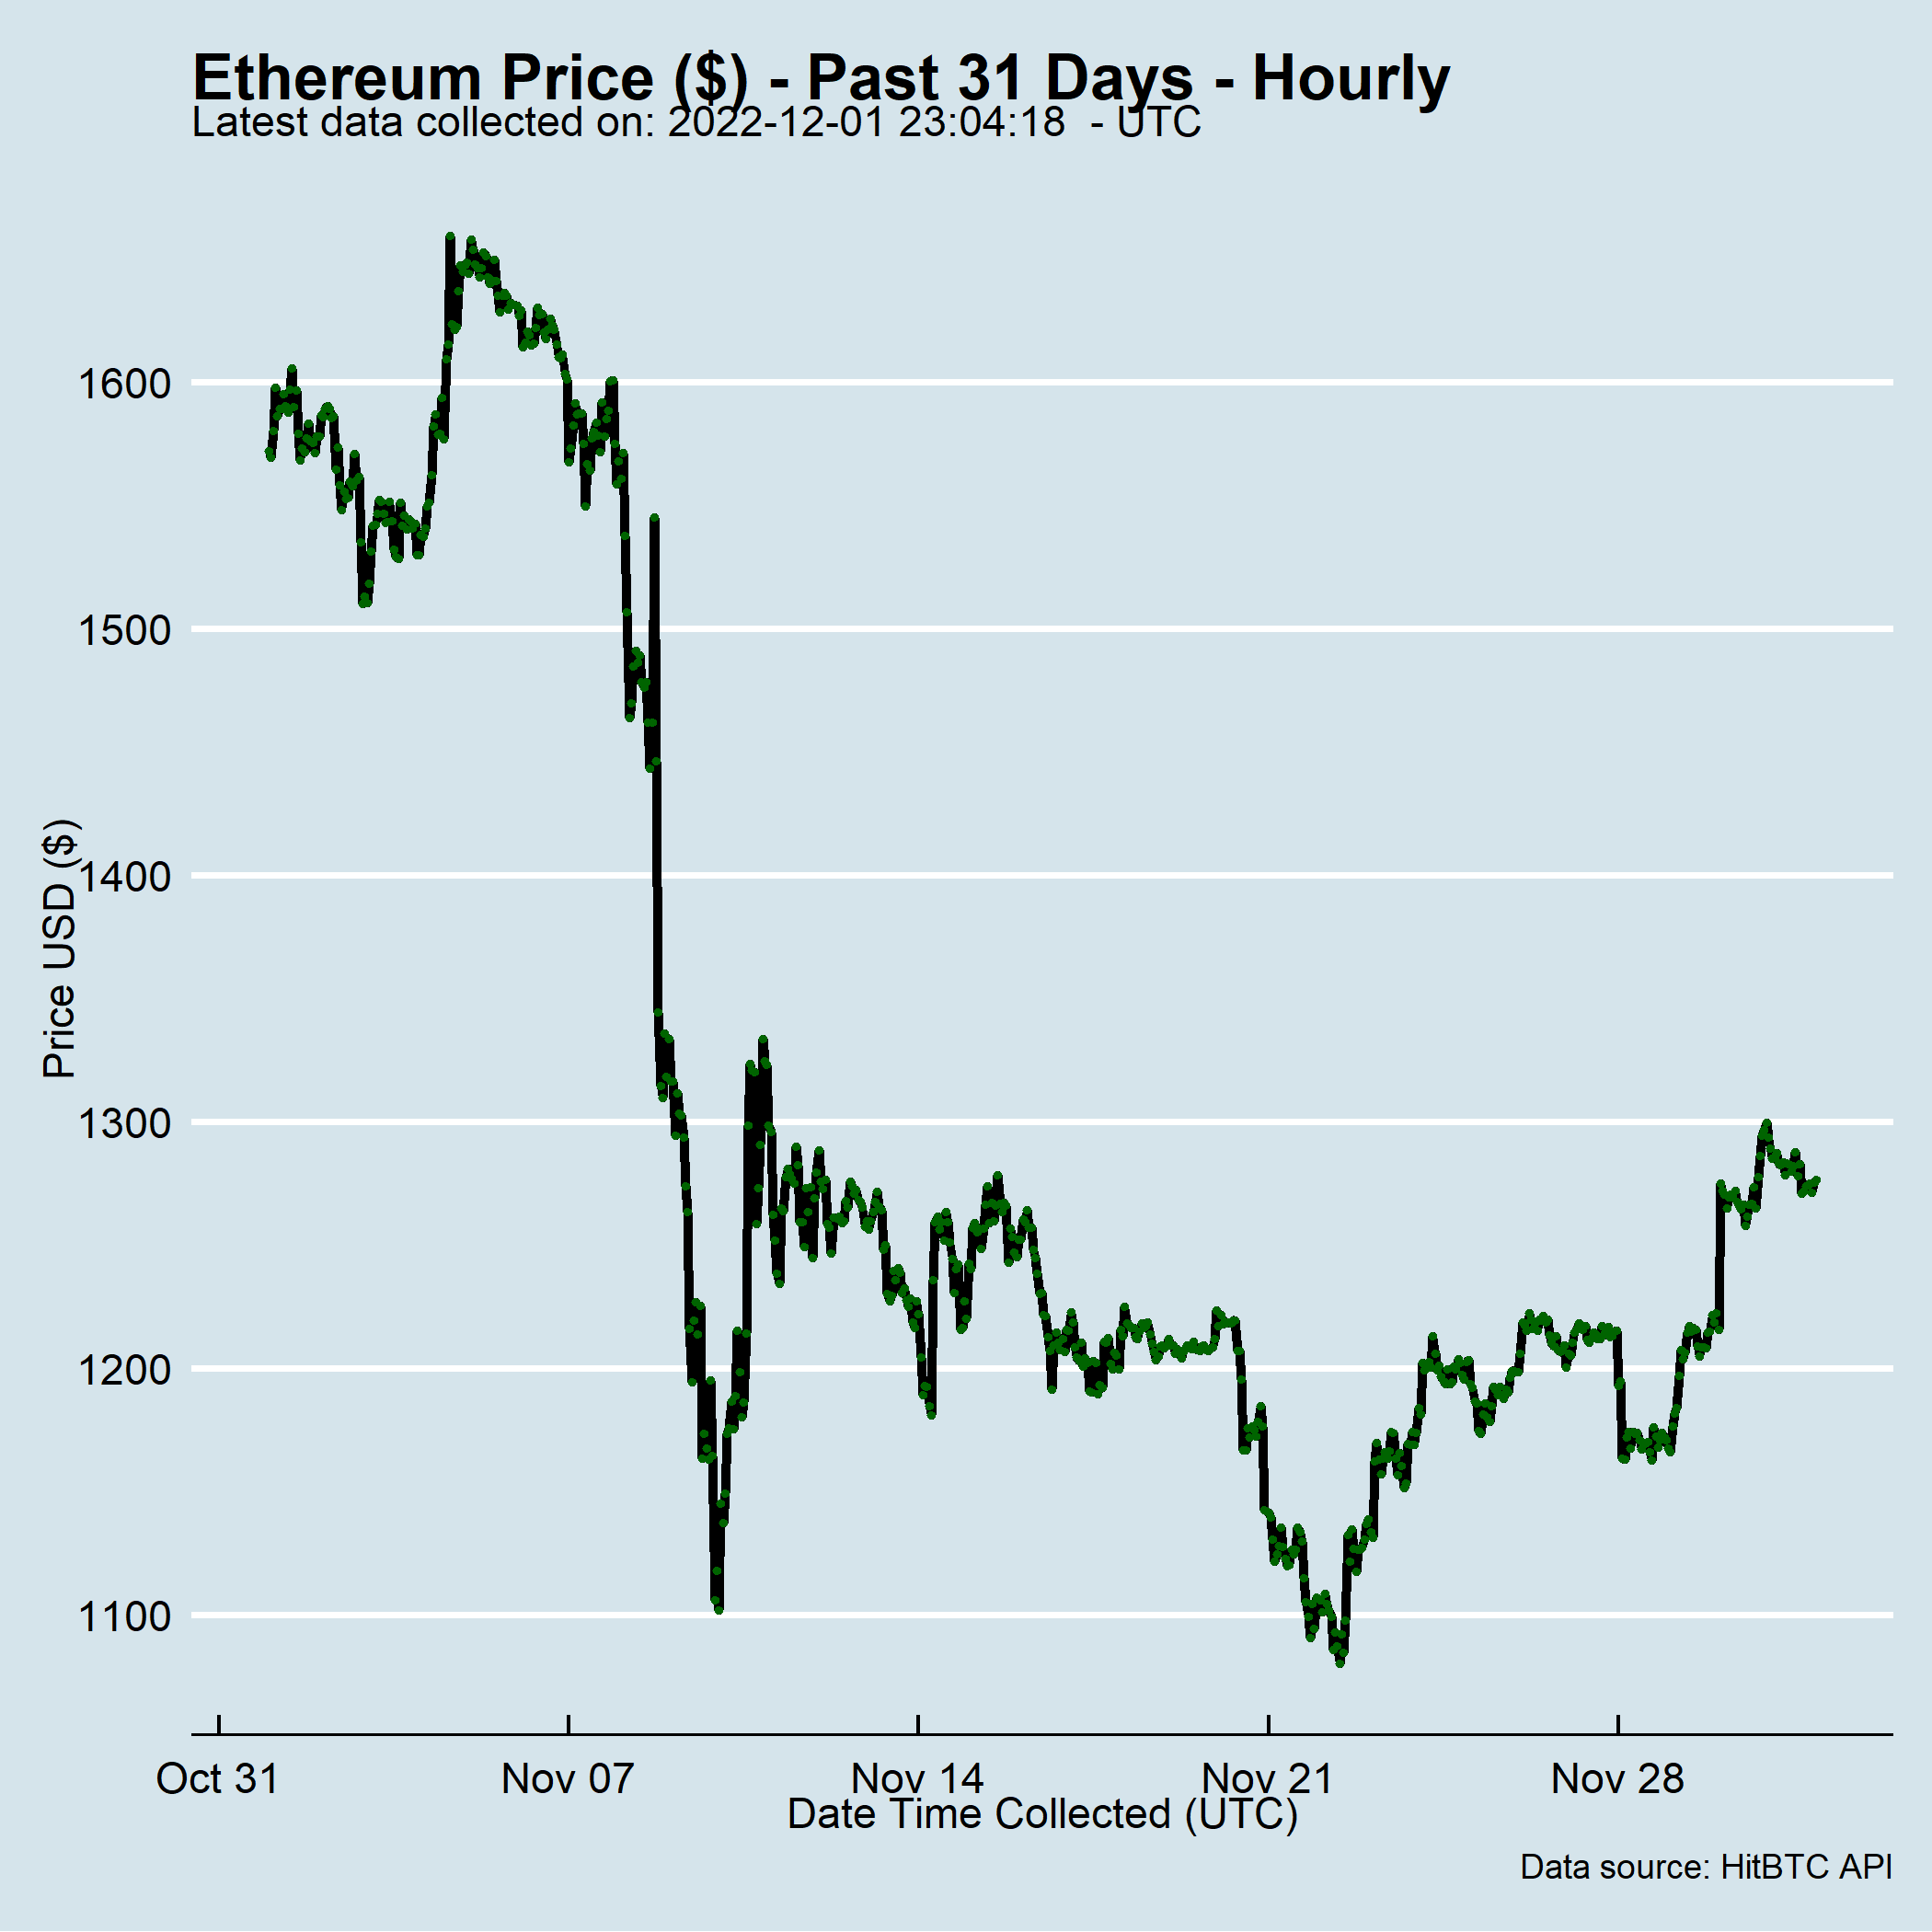 Ethereum Price ($) - Past 31 Days - Hourly
Latest data collected on: 2022-12-01 23:04:18  - UTC
Price USD ($)
1600
1500
1400
1300
1200
1100
Oct 31
Nov 07
Nov 14
Nov 21
Nov 28
Date Time Collected (UTC)
Data source: HitBTC API